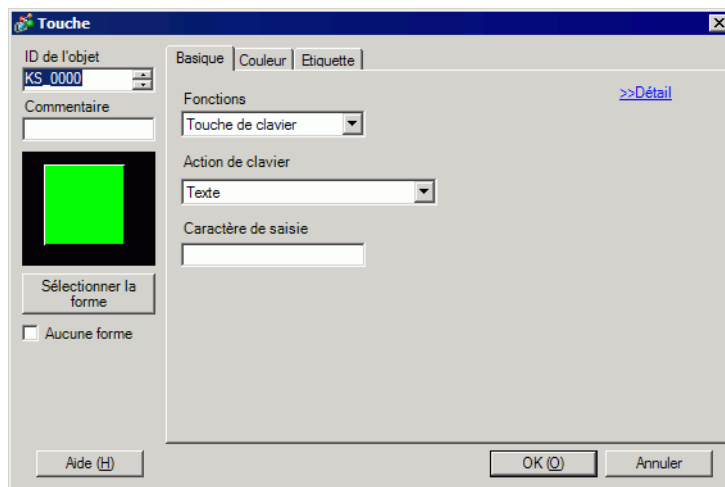 Touche
ID de l'objet
KS_0000
Commentaire
Sélectionner la
forme
Aucune forme
Basique Couleur Etiquette
Fonctions
>>Détail
Touche de clavier
Action de clavier
Texte
Caractère de saisie
Aide (H)
OK (O)
Annuler